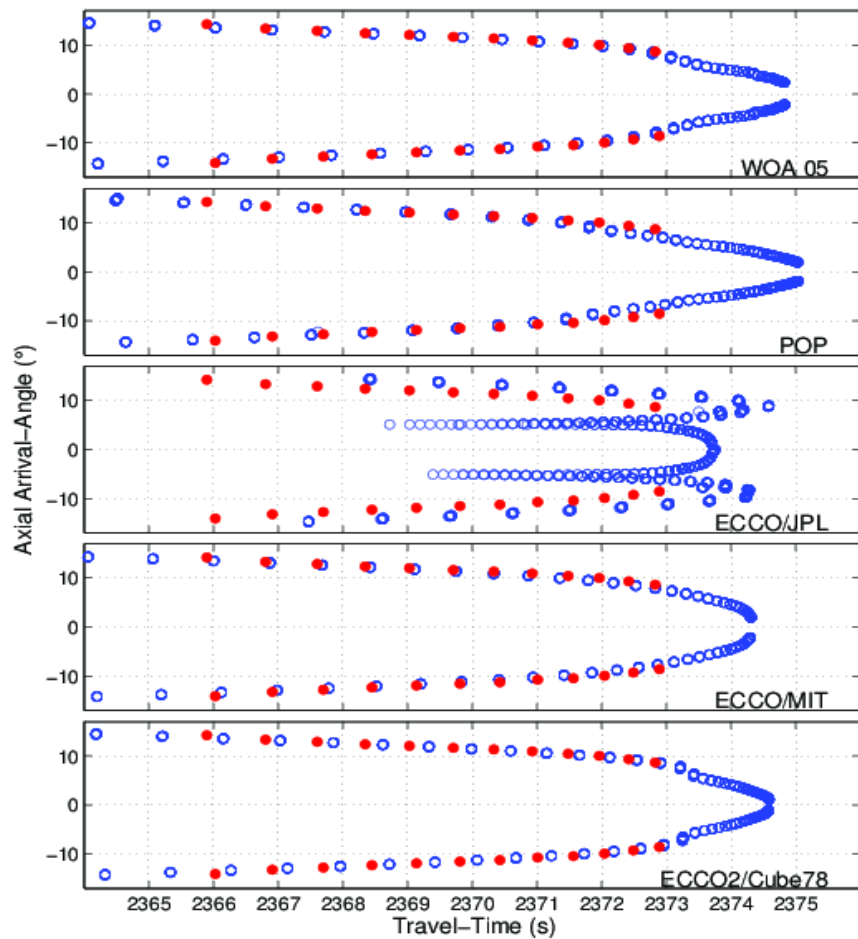 10
0
−10
WOA 05
10
0
−10
POP
10
0
−10
ECCO/JPL
10
0
−10
ECCO/MIT
10
0
−10
ECCO2/Cube78
Axial Arrival−Angle (°)
2365 2366 2367 2368 2369 2370 2371 2372 2373 2374 2375
Travel−Time (s)